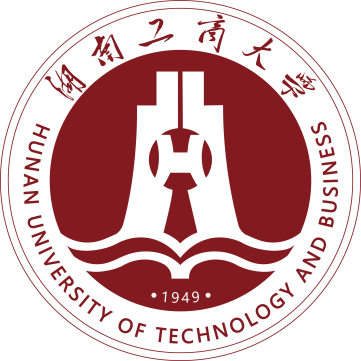 湖南工商大学
HUNAN UNIVERSITY OF TECHNOLOGY AND BUSINESS
•1949•